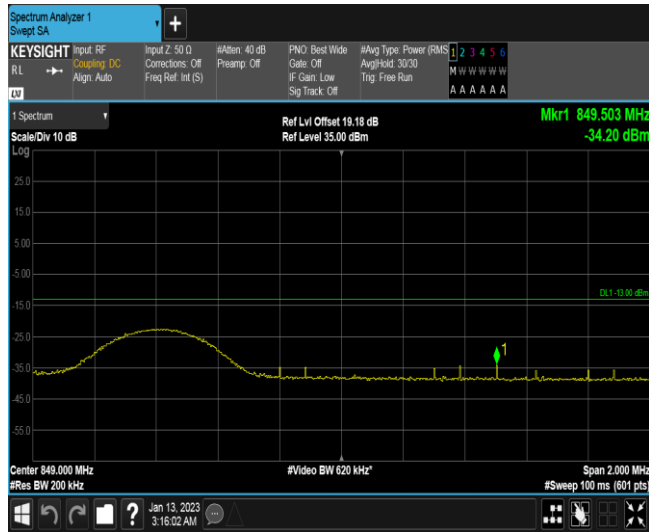 Spectrum Analyzer 1
Swept SA
+
KEYSIGHT Input: RF Input Z: 50 Ω #Atten: 40 dB PNO: Best Wide #Avg Type: Power (RMS 1 2 3 4 5 6
RL Coupling: DC Corrections: Off Preamp: Off Gate: Off Avg|Hold: 30/30 M W W W W W
Align: Auto Freq Ref: Int (S) IF Gain: Low Trig: Free Run
LXI Sig Track: Off A A A A A A
1 Spectrum Ref Lvl Offset 19.18 dB Mkr1 849.503 MHz
Scale/Div 10 dB Ref Level 35.00 dBm -34.20 dBm
Log
25.0
15.0
5.00
-5.00
DL1 -13.00 dBm
-15.0
-25.0
1
-35.0
-45.0
-55.0
Center 849.000 MHz #Video BW 620 kHz* Span 2.000 MHz
#Res BW 200 kHz #Sweep 100 ms (601 pts)
? Jan 13, 2023
3:16:02 AM